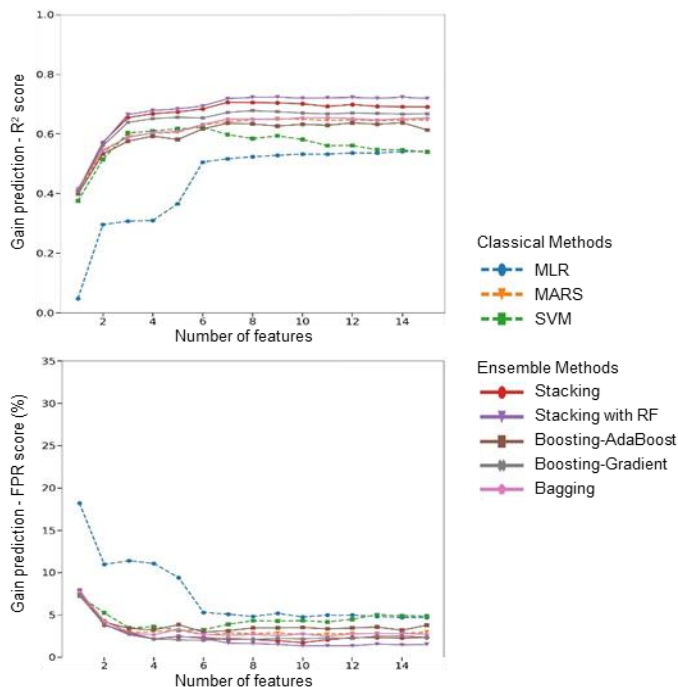 1.0
0.8
0.6
0.4
0.2
0.0
Gain prediction - R² score
2 4 6 8 10 12 14
Number of features
Classical Methods
MLR
MARS
SVM
Ensemble Methods
Stacking
Stacking with RF
Boosting-AdaBoost
Boosting-Gradient
Bagging
35
30
25
20
15
10
5
0
Gain prediction - FPR score (%)
2 4 6 8 10 12 14
Number of features